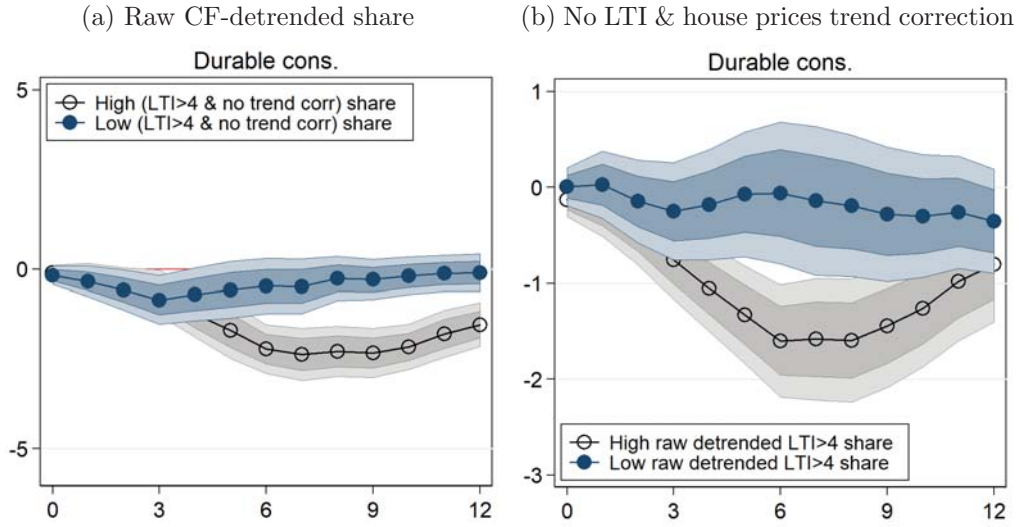 (a) Raw CF-detrended share
Durable cons.
5
0
-5
High (LTI>4 & no trend corr) share
Low (LTI>4 & no trend corr) share
0 3 6 9 12
(b) No LTI & house prices trend correction
Durable cons.
1
0
-1
-2
-3
High raw detrended LTI>4 share
Low raw detrended LTI>4 share
0 3 6 9 12